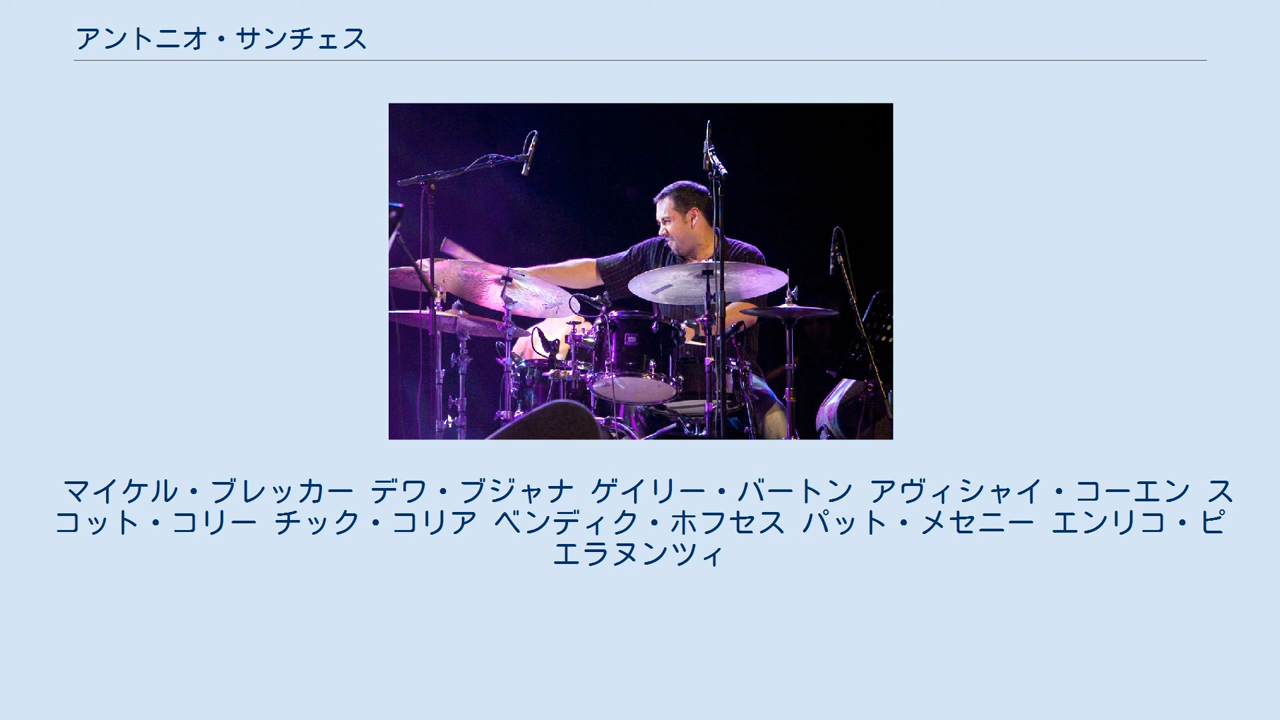 アントニオ・サンチェス
マイケル・ブレッカー デワ・ブジャナ ゲイリー・バートン アヴィシャイ・コーエン ス
コット・コリー チック・コリア ベンディク・ホフセス パット・メセニー エンリコ・ピ
エラヌンツィ